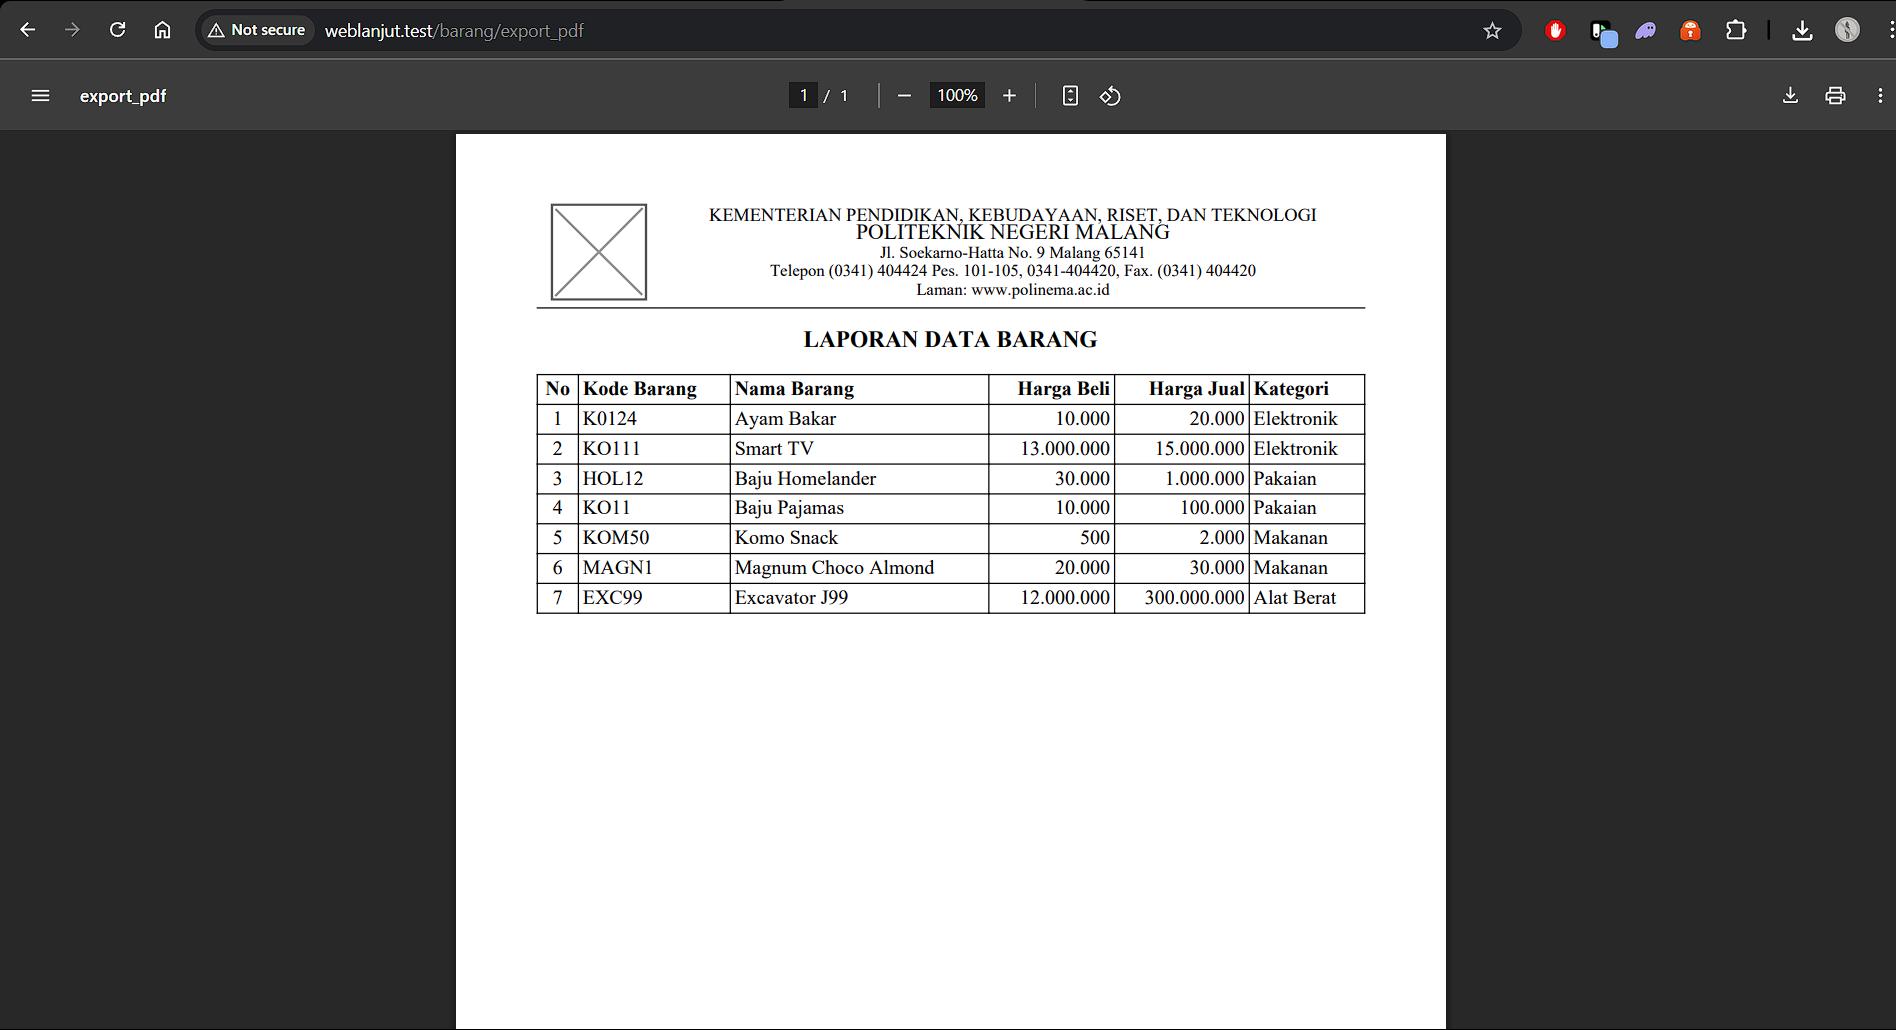 Not secure weblanjut.test/barang/export_pdf
export_pdf 1 / 1 100%
KEMENTERIAN PENDIDIKAN, KEBUDAYAAN, RISET, DAN TEKNOLOGI
POLITEKNIK NEGERI MALANG
Jl. Soekarno-Hatta No. 9 Malang 65141
Telepon (0341) 404424 Pes. 101-105, 0341-404420, Fax. (0341) 404420
Laman: www.polinema.ac.id
LAPORAN DATA BARANG
No Kode Barang Nama Barang Harga Beli Harga Jual Kategori
1 K0124 Ayam Bakar 10.000 20.000 Elektronik
2 KO111 Smart TV 13.000.000 15.000.000 Elektronik
3 HOL12 Baju Homelander 30.000 1.000.000 Pakaian
4 KO11 Baju Pajamas 10.000 100.000 Pakaian
5 KOM50 Komo Snack 500 2.000 Makanan
6 MAGN1 Magnum Choco Almond 20.000 30.000 Makanan
7 EXC99 Excavator J99 12.000.000 300.000.000 Alat Berat